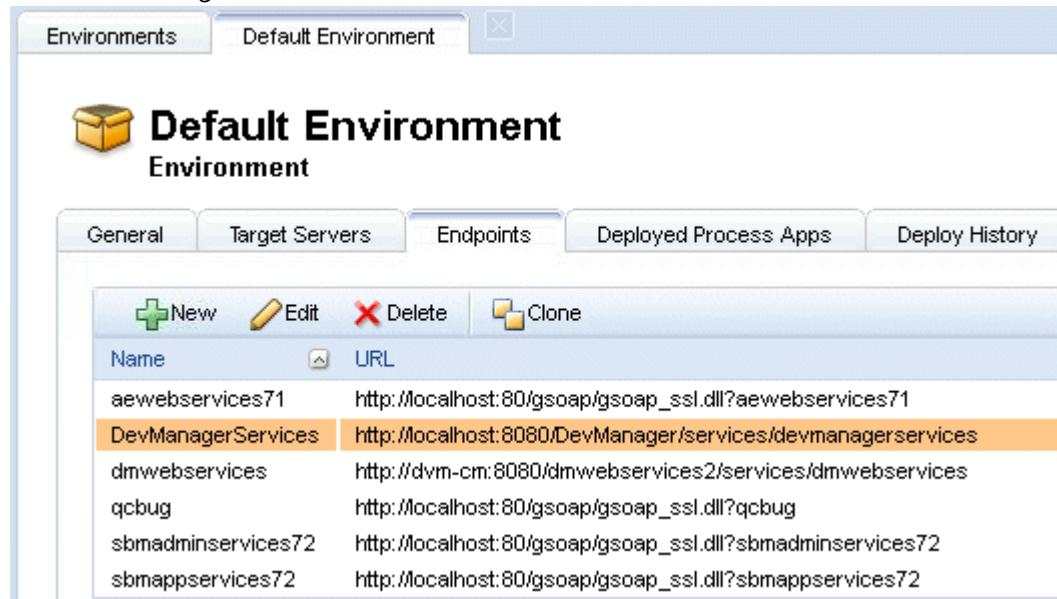 Environments Default Environment
Default Environment
Environment
General Target Servers Endpoints Deployed Process Apps Deploy History
New Edit Delete Clone
Name URL
aewebservices71 http://localhost:80/gsoap/gsoap_ssl.dll?aewebservices71
DevManagerServices http://localhost:8080/DevManager/services/devmanagerservices
dmwebservices http://dvm-cm:8080/dmwebservices2/services/dmwebservices
qcbug http://localhost:80/gsoap/gsoap_ssl.dll?qcbug
sbmadminservices72 http://localhost:80/gsoap/gsoap_ssl.dll?sbmadminservices72
sbmappservices72 http://localhost:80/gsoap/gsoap_ssl.dll?sbmappservices72